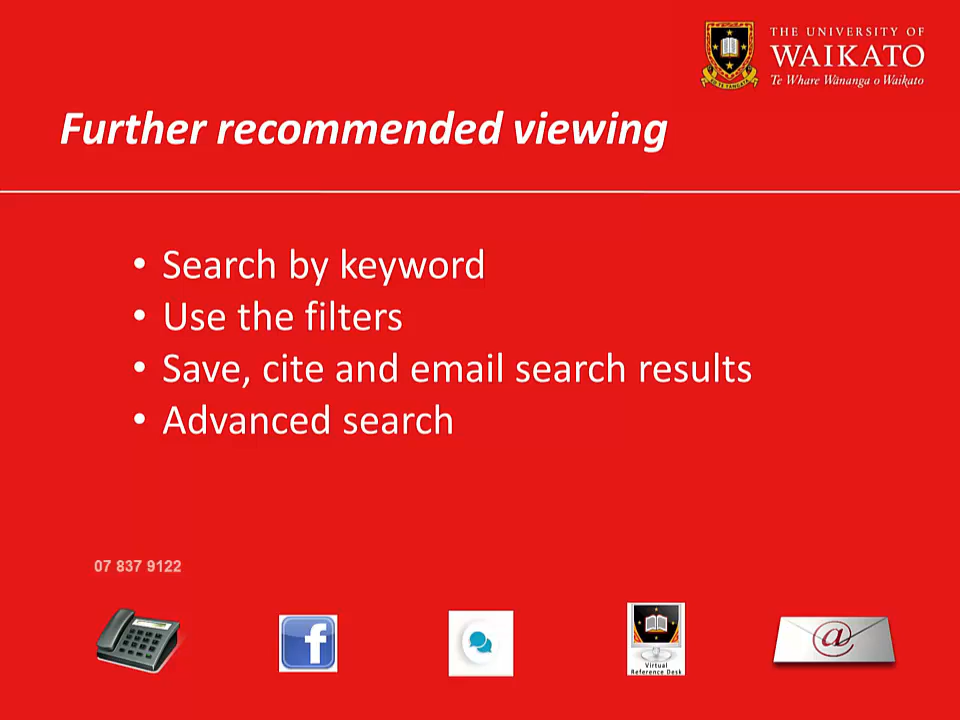 THE UNIVERSITY OF
WAIKATO
Te Whare Wānanga o Waikato
Further recommended viewing
• Search by keyword
• Use the filters
• Save, cite and email search results
• Advanced search
07 837 9122
f
Virtual
Reference Desk
@